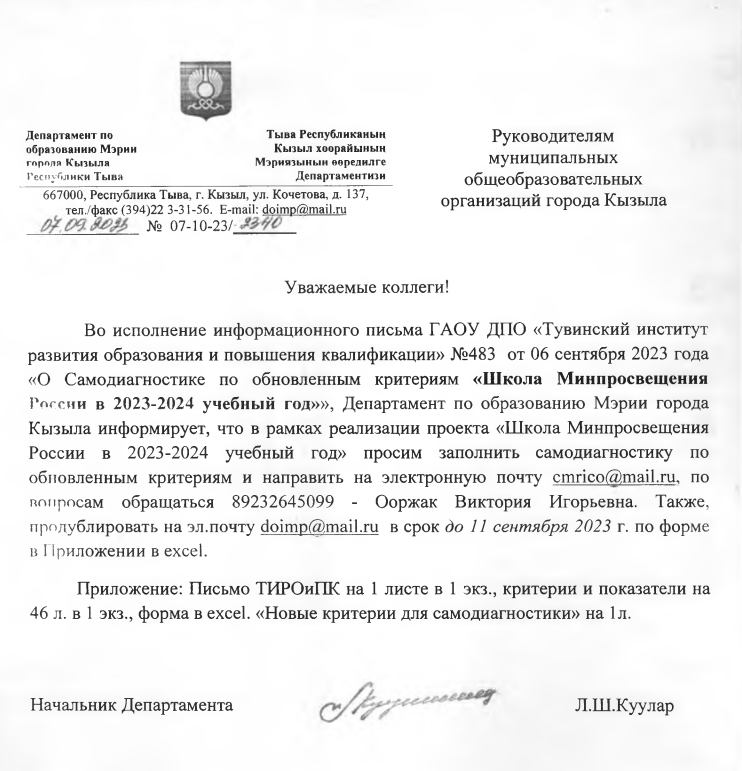 Департамент по
образованию Мэрии
города Кызыла
Республики Тыва
Тыва Республиканың
Кызыл хоорайының
Мэриязының өөредилге
Департаментизи
667000, Республика Тыва, г. Кызыл, ул. Кочетова, д. 137,
тел./факс (394)22 3-31-56. E-mail: doimp@mail.ru
07.09.2023 № 07-10-23/ 2340
Руководителям
муниципальных
общеобразовательных
организаций города Кызыла
Уважаемые коллеги!
Во исполнение информационного письма ГАОУ ДПО «Тувинский институт
развития образования и повышения квалификации» №483 от 06 сентября 2023 года
«О Самодиагностике по обновленным критериям «Школа Минпросвещения
России в 2023-2024 учебный год»», Департамент по образованию Мэрии города
Кызыла информирует, что в рамках реализации проекта «Школа Минпросвещения
России в 2023-2024 учебный год» просим заполнить самодиагностику по
обновленным критериям и направить на электронную почту cmrico@mail.ru, по
вопросам обращаться 89232645099 - Ооржак Виктория Игорьевна. Также,
продублировать на эл.почту doimp@mail.ru в срок до 11 сентября 2023 г. по форме
в Приложении в excel.
Приложение: Письмо ТИРОиПК на 1 листе в 1 экз., критерии и показатели на
46 л. в 1 экз., форма в excel. «Новые критерии для самодиагностики» на 1л.
Начальник Департамента
Л.Ш.Куулар